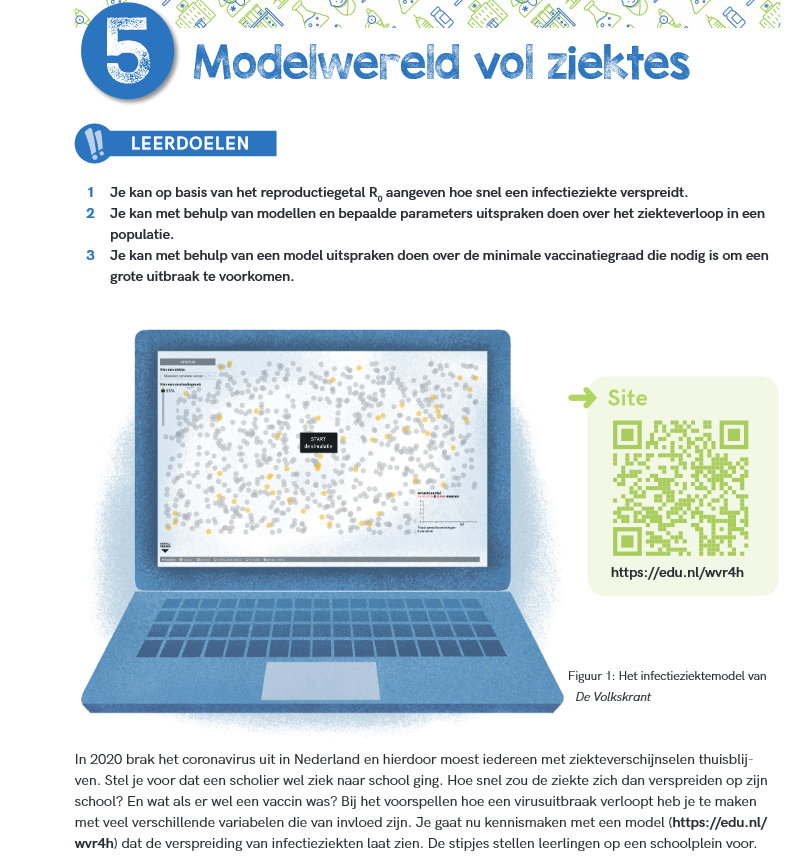 5
Modelwereld vol ziektes
LEERDOELEN
1 Je kan op basis van het reproductiegetal R0 aangeven hoe snel een infectieziekte verspreidt.
2 Je kan met behulp van modellen en bepaalde parameters uitspraken doen over het ziekteverloop in een
populatie.
3 Je kan met behulp van een model uitspraken doen over de minimale vaccinatiegraad die nodig is om een
grote uitbraak te voorkomen.
START
de simulatie
Site
https://edu.nl/wvr4h
Figuur 1: Het infectieziektemodel van
De Volkskrant
In 2020 brak het coronavirus uit in Nederland en hierdoor moest iedereen met ziekteverschijnselen thuisblij-
ven. Stel je voor dat een scholier wel ziek naar school ging. Hoe snel zou de ziekte zich dan verspreiden op zijn
school? En wat als er wel een vaccin was? Bij het voorspellen hoe een virusuitbraak verloopt heb je te maken
met veel verschillende variabelen die van invloed zijn. Je gaat nu kennismaken met een model (https://edu.nl/
wvr4h) dat de verspreiding van infectieziekten laat zien. De stipjes stellen leerlingen op een schoolplein voor.